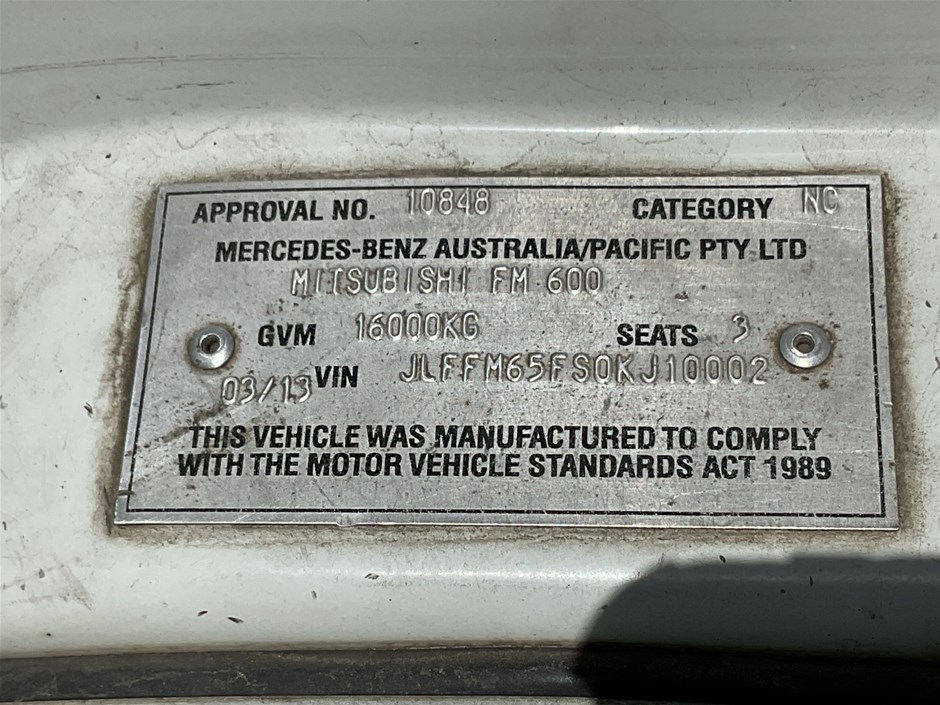 APPROVAL NO. 10848 CATEGORY NC
MERCEDES-BENZ AUSTRALIA/PACIFIC PTY LTD
MITSUBISHI FM 600
GVM 16000KG SEATS 3
03/13 VIN JLFFM65FS0KJ10002
THIS VEHICLE WAS MANUFACTURED TO COMPLY
WITH THE MOTOR VEHICLE STANDARDS ACT 1989